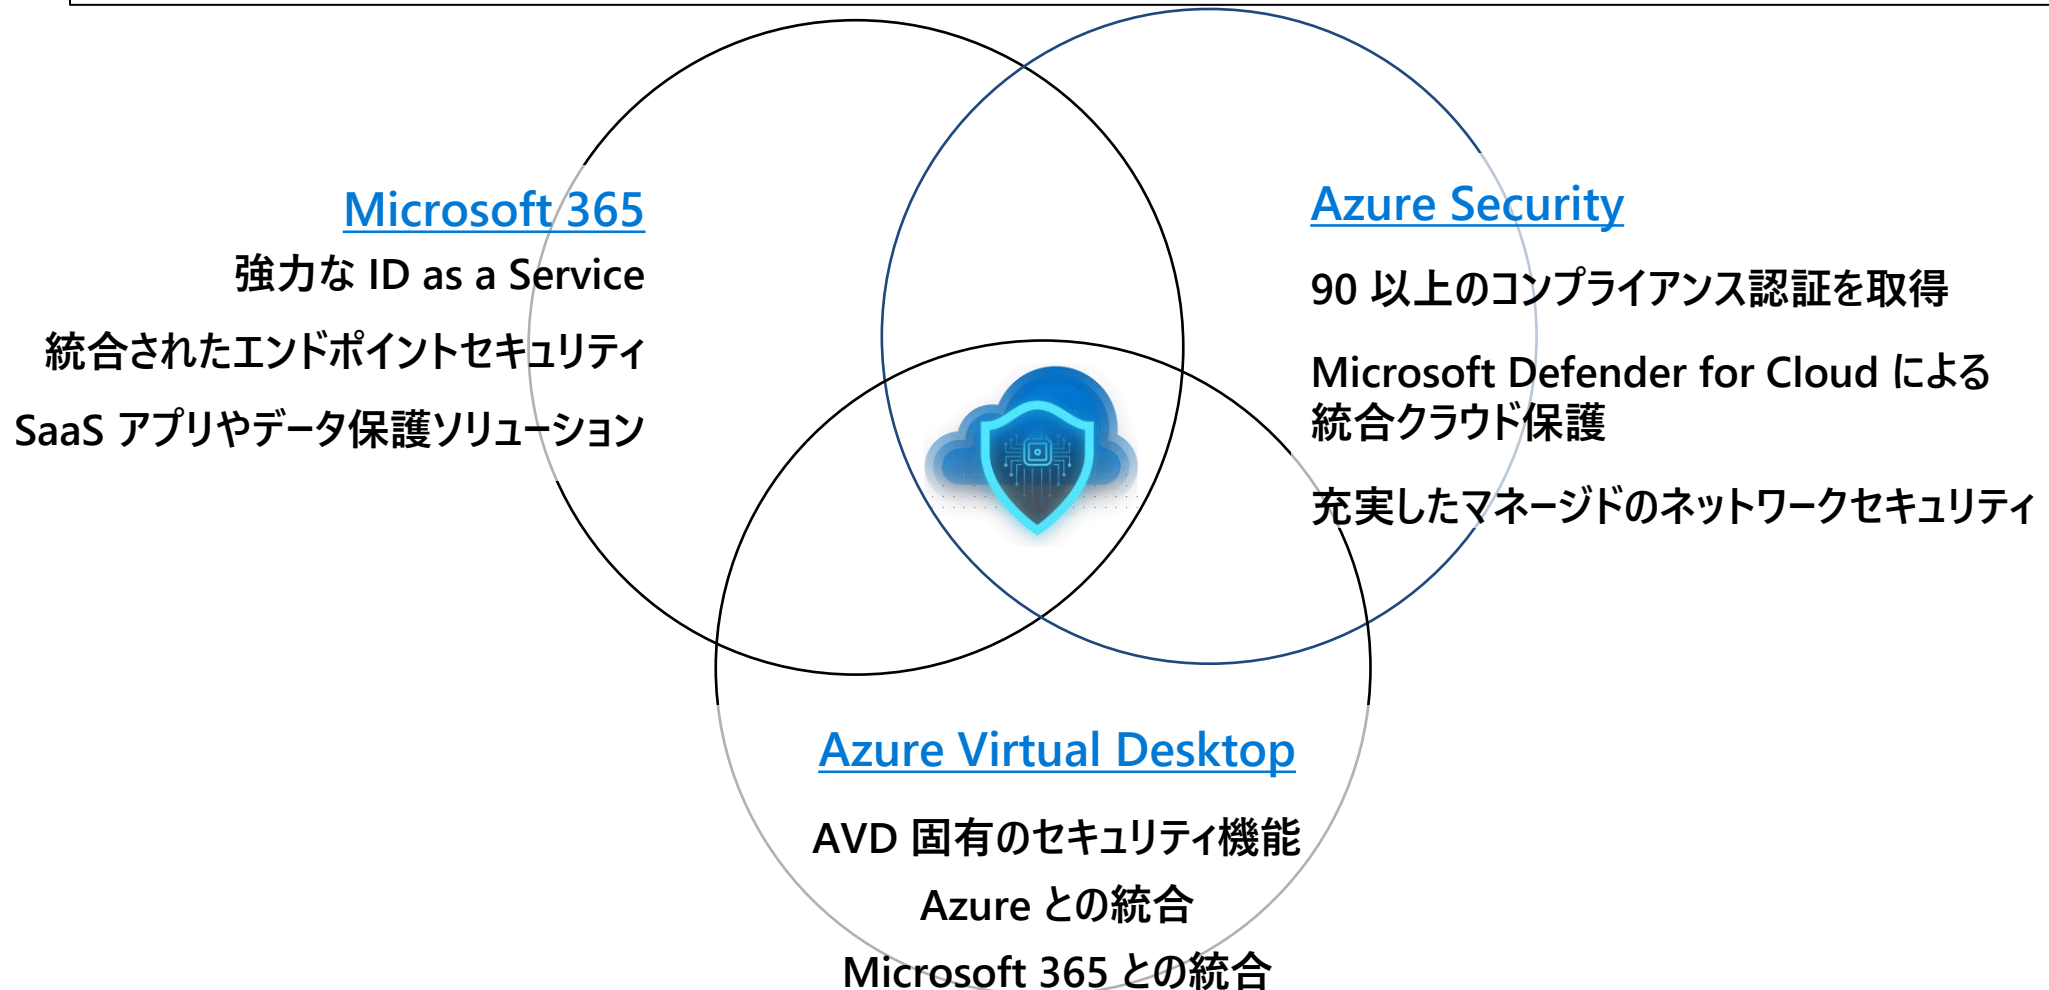 Microsoft 365
強力な ID as a Service
統合されたエンドポイントセキュリティ
SaaS アプリやデータ保護ソリューション
Azure Security
90 以上のコンプライアンス認証を取得
Microsoft Defender for Cloud による
統合クラウド保護
充実したマネージドのネットワークセキュリティ
Azure Virtual Desktop
AVD 固有のセキュリティ機能
Azure との統合
Microsoft 365 との統合